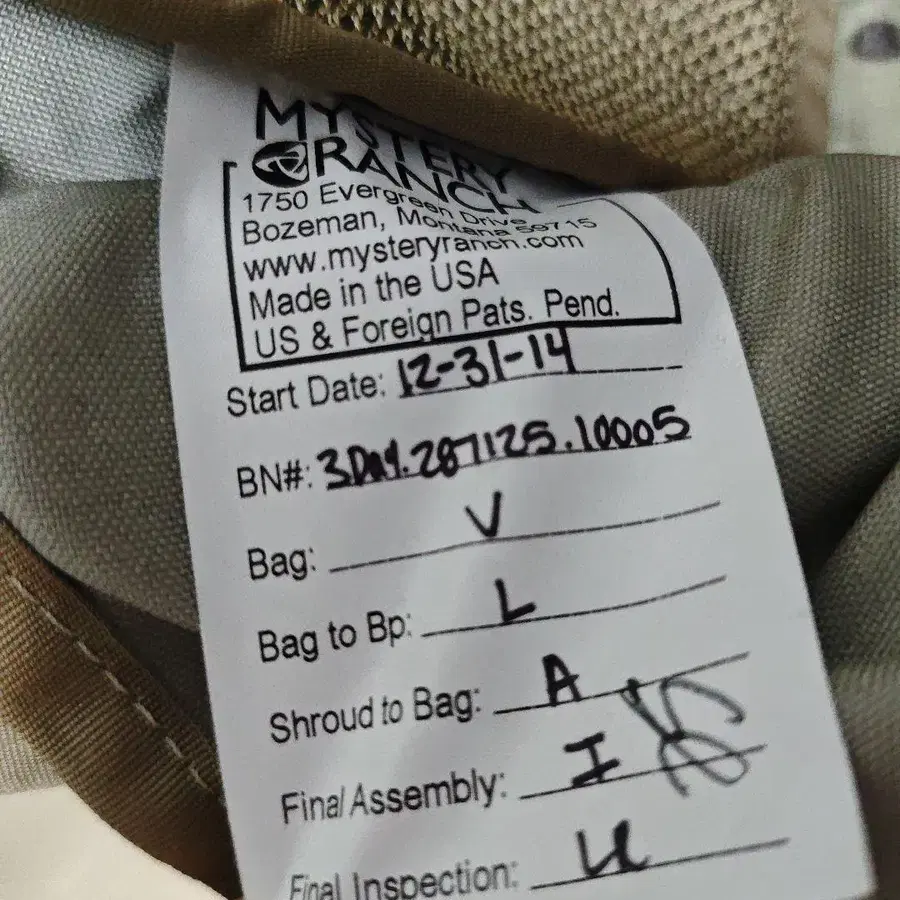 MYSTERY
RANCH
1750 Evergreen Drive
Bozeman, Montana 59715
www.mysteryranch.com
Made in the USA
US & Foreign Pats. Pend.
Start Date: 12-31-14
BN#: 3Day.287125.10005
Bag: V
Bag to Bp: L
Shroud to Bag: A
Final Assembly: I
Final Inspection: